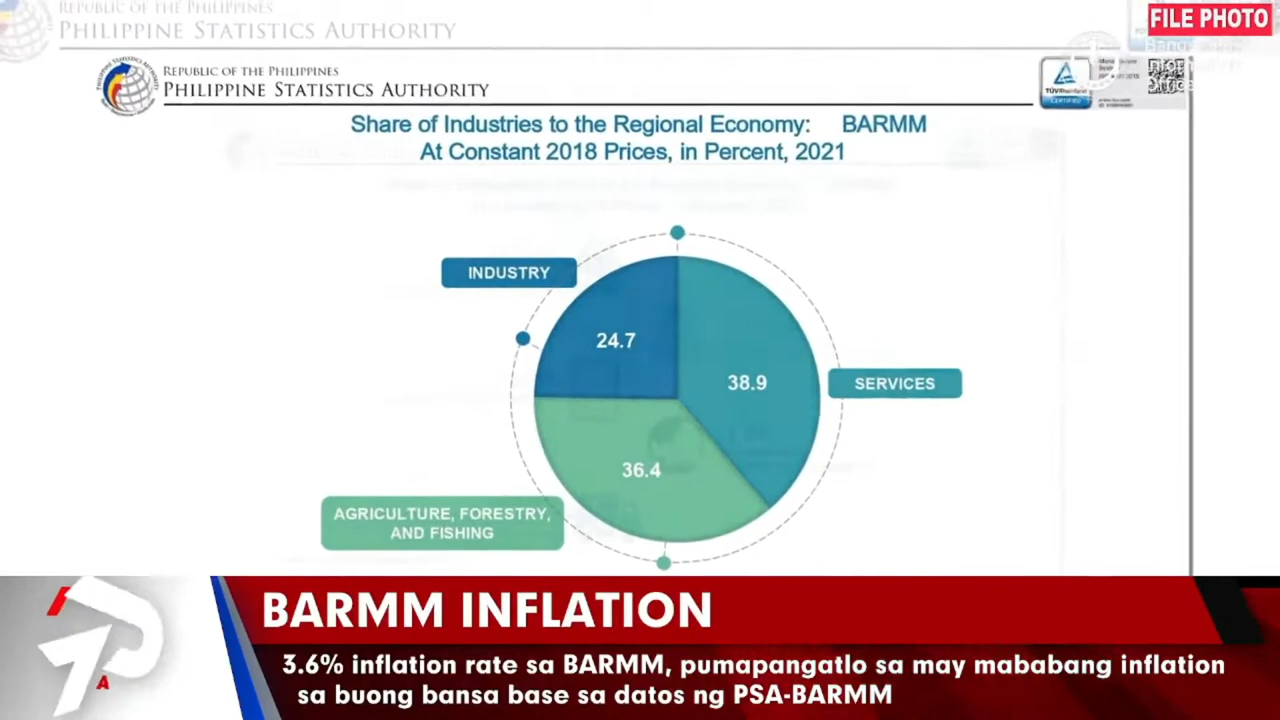 REPUBLIC OF THE PHILIPPINES
PHILIPPINE STATISTICS AUTHORITY
FILE PHOTO
REPUBLIC OF THE PHILIPPINES
PHILIPPINE STATISTICS AUTHORITY
TÜVRheinland
CERTIFIED
Share of Industries to the Regional Economy: BARMM
At Constant 2018 Prices, in Percent, 2021
INDUSTRY
24.7
38.9
SERVICES
36.4
AGRICULTURE, FORESTRY,
AND FISHING
BARMM INFLATION
3.6% inflation rate sa BARMM, pumapangatlo sa may mababang inflation
sa buong bansa base sa datos ng PSA-BARMM